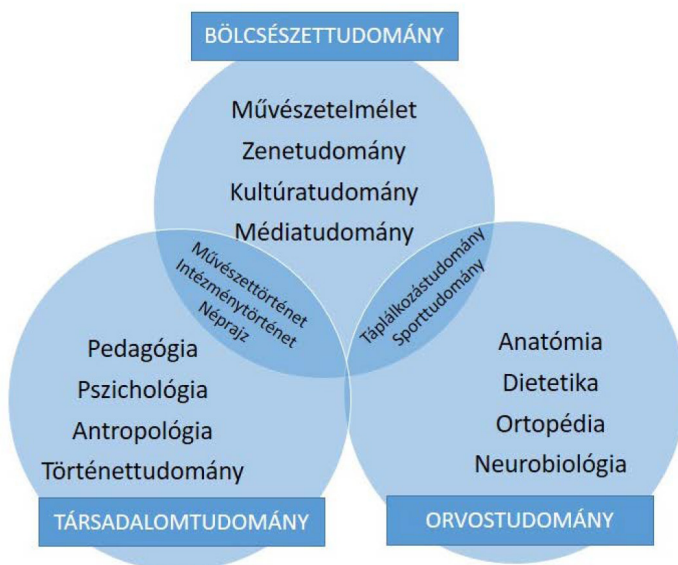 BÖLCSÉSZETTUDOMÁNY
Művészetelmélet
Zenetudomány
Kultúratudomány
Médiatudomány
Művészettörténet
Intézménytörténet
Néprajz
Táplálkozástudomány
Sporttudomány
Pedagógia
Pszichológia
Antropológia
Történettudomány
TÁRSADALOMTUDOMÁNY
Anatómia
Dietetika
Ortopédia
Neurobiológia
ORVOSTUDOMÁNY